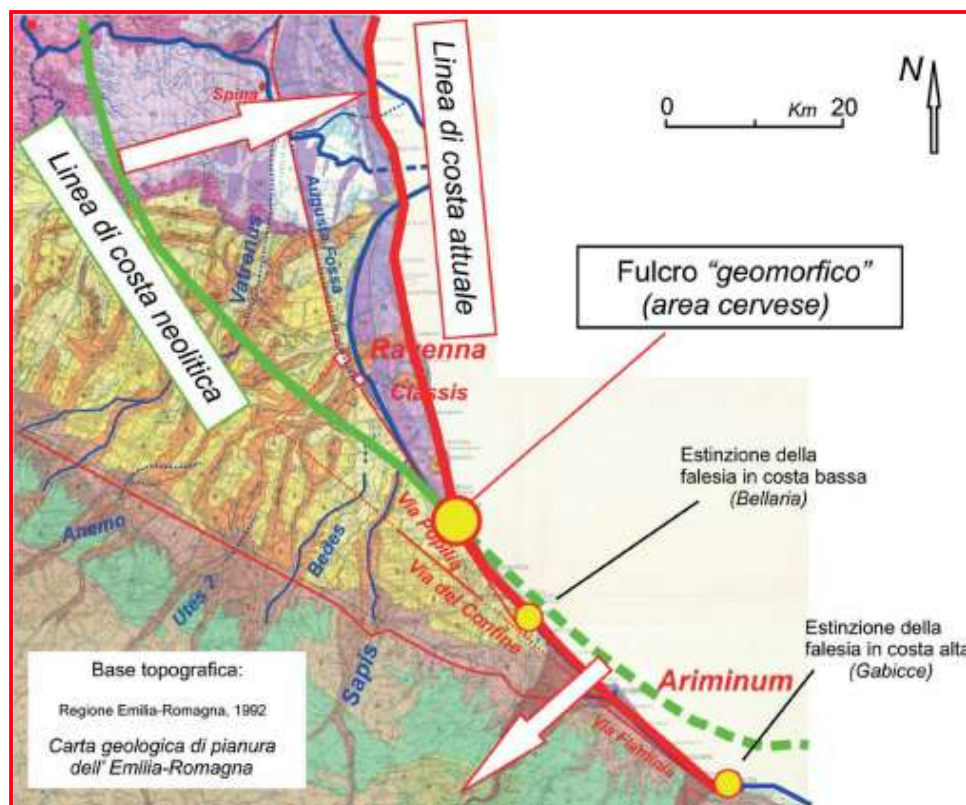 Spina
Linea di costa attuale
N
0 Km 20
Linea di costa neolitica
Vatrenus
Augusta Fossa
Fulcro “geomorfico”
(area cervese)
Ravenna
Classis
Estinzione della
falesia in costa bassa
(Bellaria)
Anemo
Utes ?
Bedes
Sapis
Via Popilia
Via del Confine
Estinzione della
falesia in costa alta
(Gabicce)
Ariminum
Via Flaminia
Base topografica:
Regione Emilia-Romagna, 1992
Carta geologica di pianura
dell' Emilia-Romagna